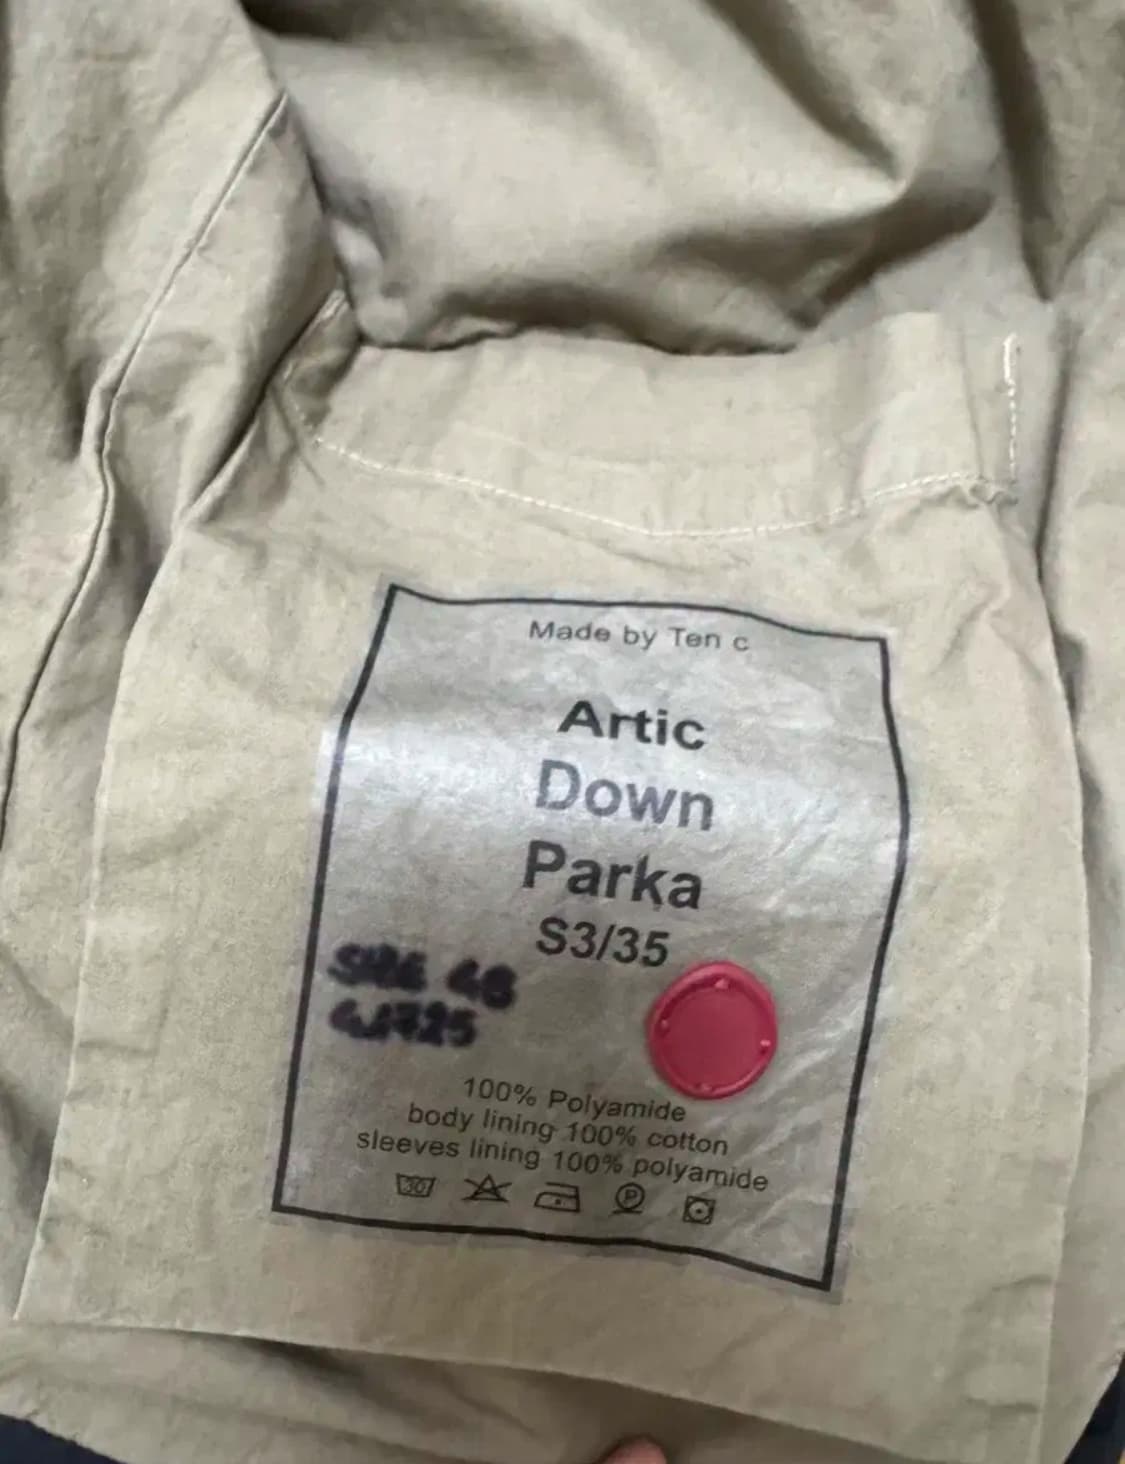 Made by Ten c
Artic
Down
Parka
S3/35
SIZE 48
100% Polyamide
body lining 100% cotton
sleeves lining 100% polyamide
30
P